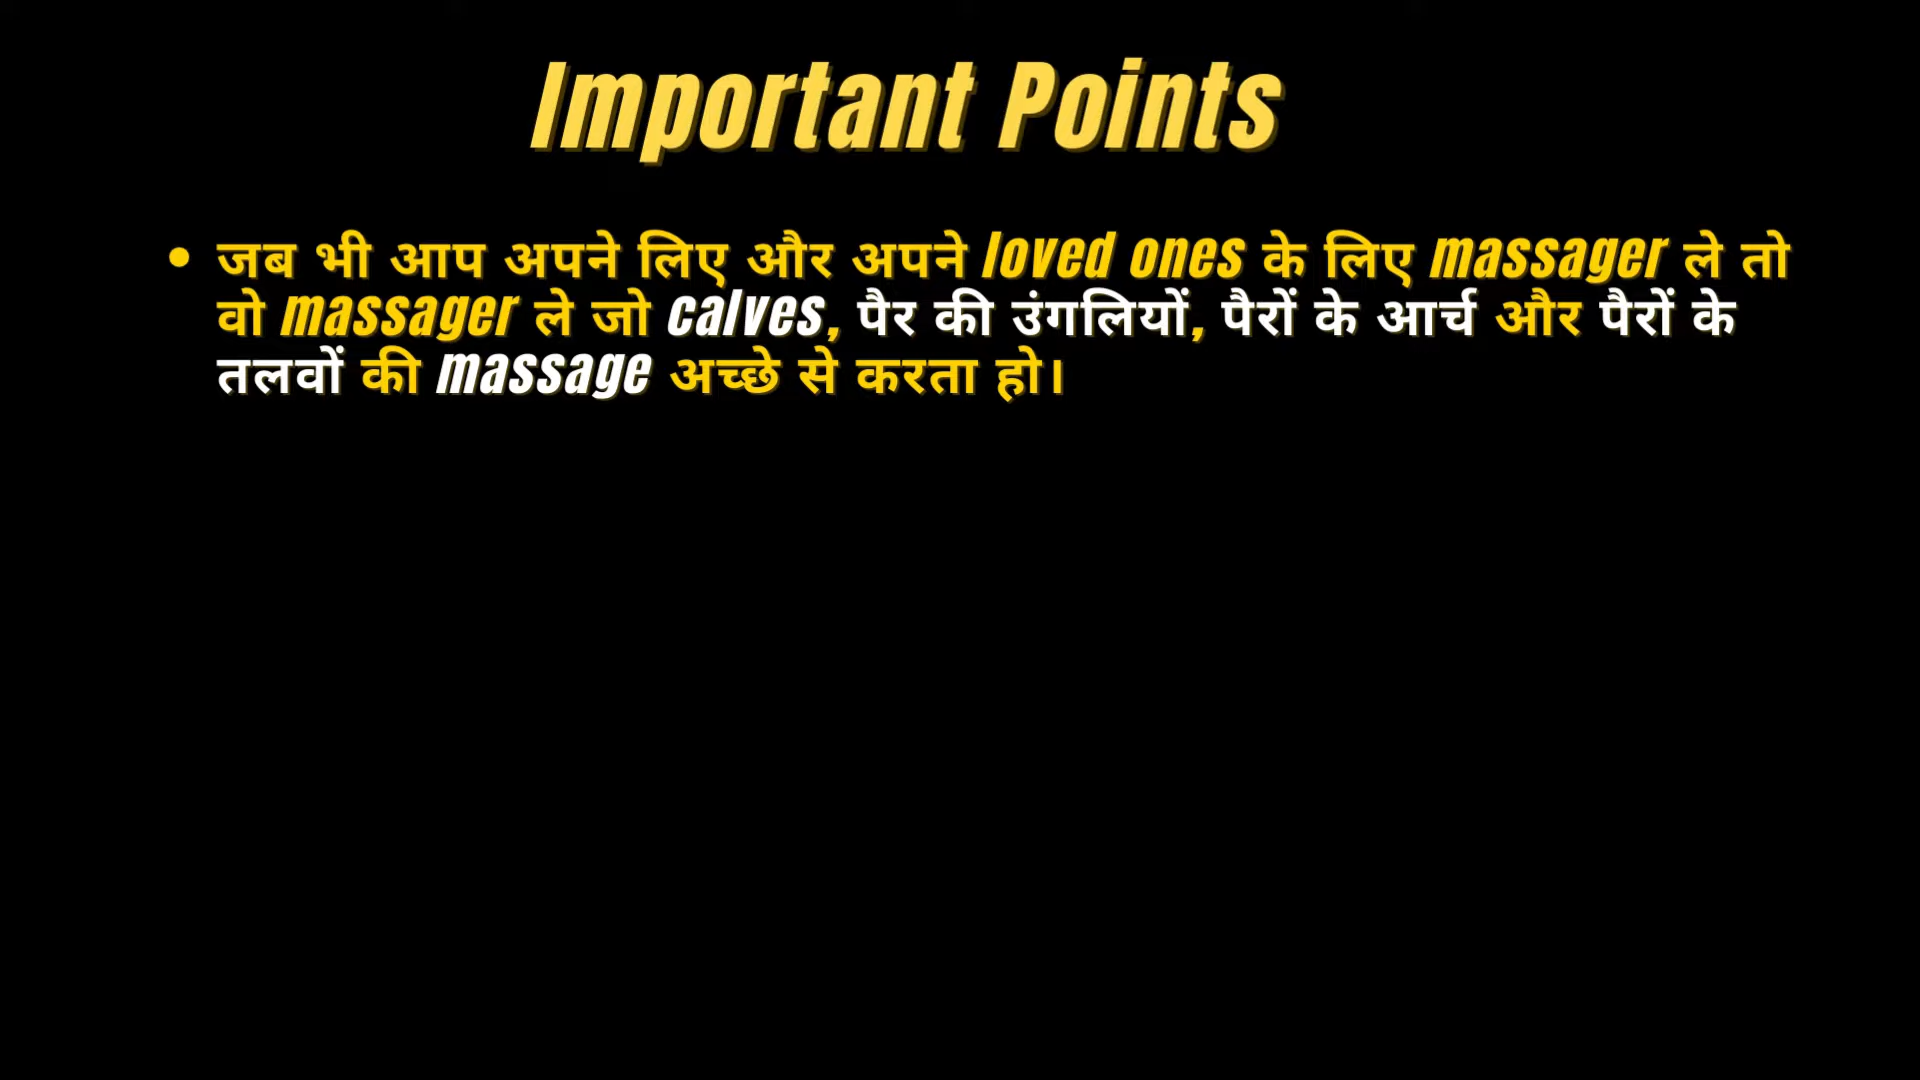 Important Points
• जब भी आप अपने लिए और अपने loved ones के लिए massager ले तो
वो massager ले जो calves, पैर की उंगलियों, पैरों के आर्च और पैरों के
तलवों की massage अच्छे से करता हो।